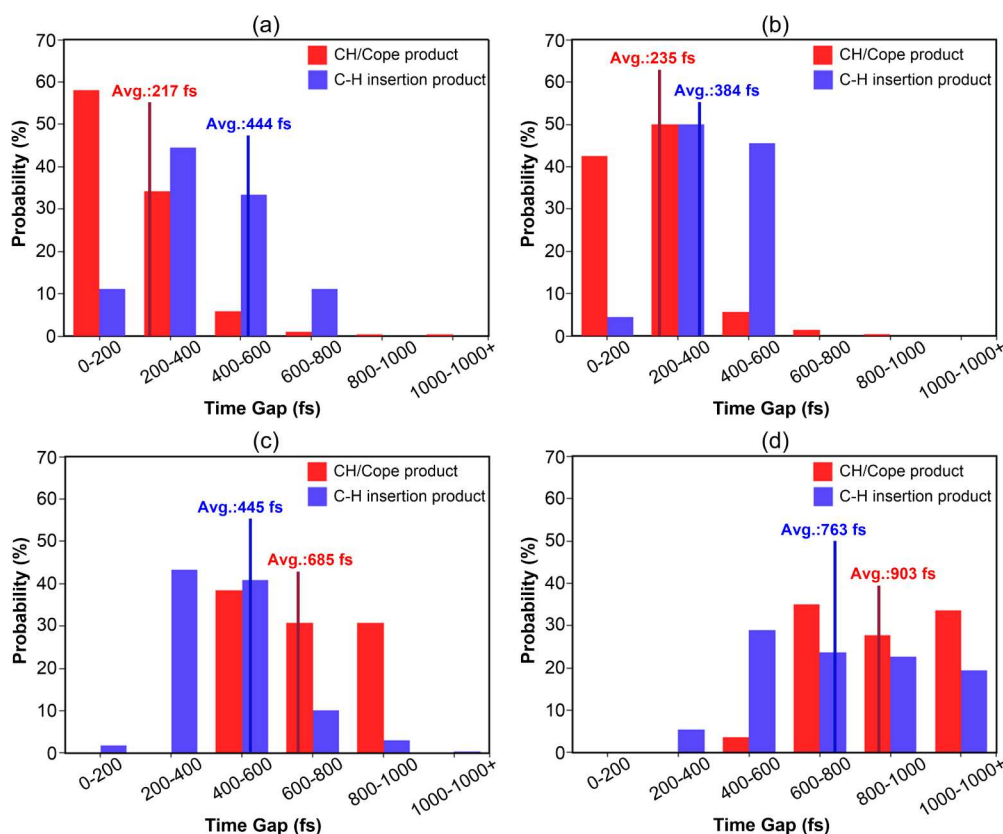 (a)
70
60
50
40
30
20
10
0
Probability (%)
CH/Cope product
C-H insertion product
Avg.:217 fs
Avg.:444 fs
0-200
200-400
400-600
600-800
800-1000
1000-1000+
Time Gap (fs)
(b)
70
60
50
40
30
20
10
0
Probability (%)
CH/Cope product
C-H insertion product
Avg.:235 fs
Avg.:384 fs
0-200
200-400
400-600
600-800
800-1000
1000-1000+
Time Gap (fs)
(c)
70
60
50
40
30
20
10
0
Probability (%)
CH/Cope product
C-H insertion product
Avg.:445 fs
Avg.:685 fs
0-200
200-400
400-600
600-800
800-1000
1000-1000+
Time Gap (fs)
(d)
70
60
50
40
30
20
10
0
Probability (%)
CH/Cope product
C-H insertion product
Avg.:763 fs
Avg.:903 fs
0-200
200-400
400-600
600-800
800-1000
1000-1000+
Time Gap (fs)